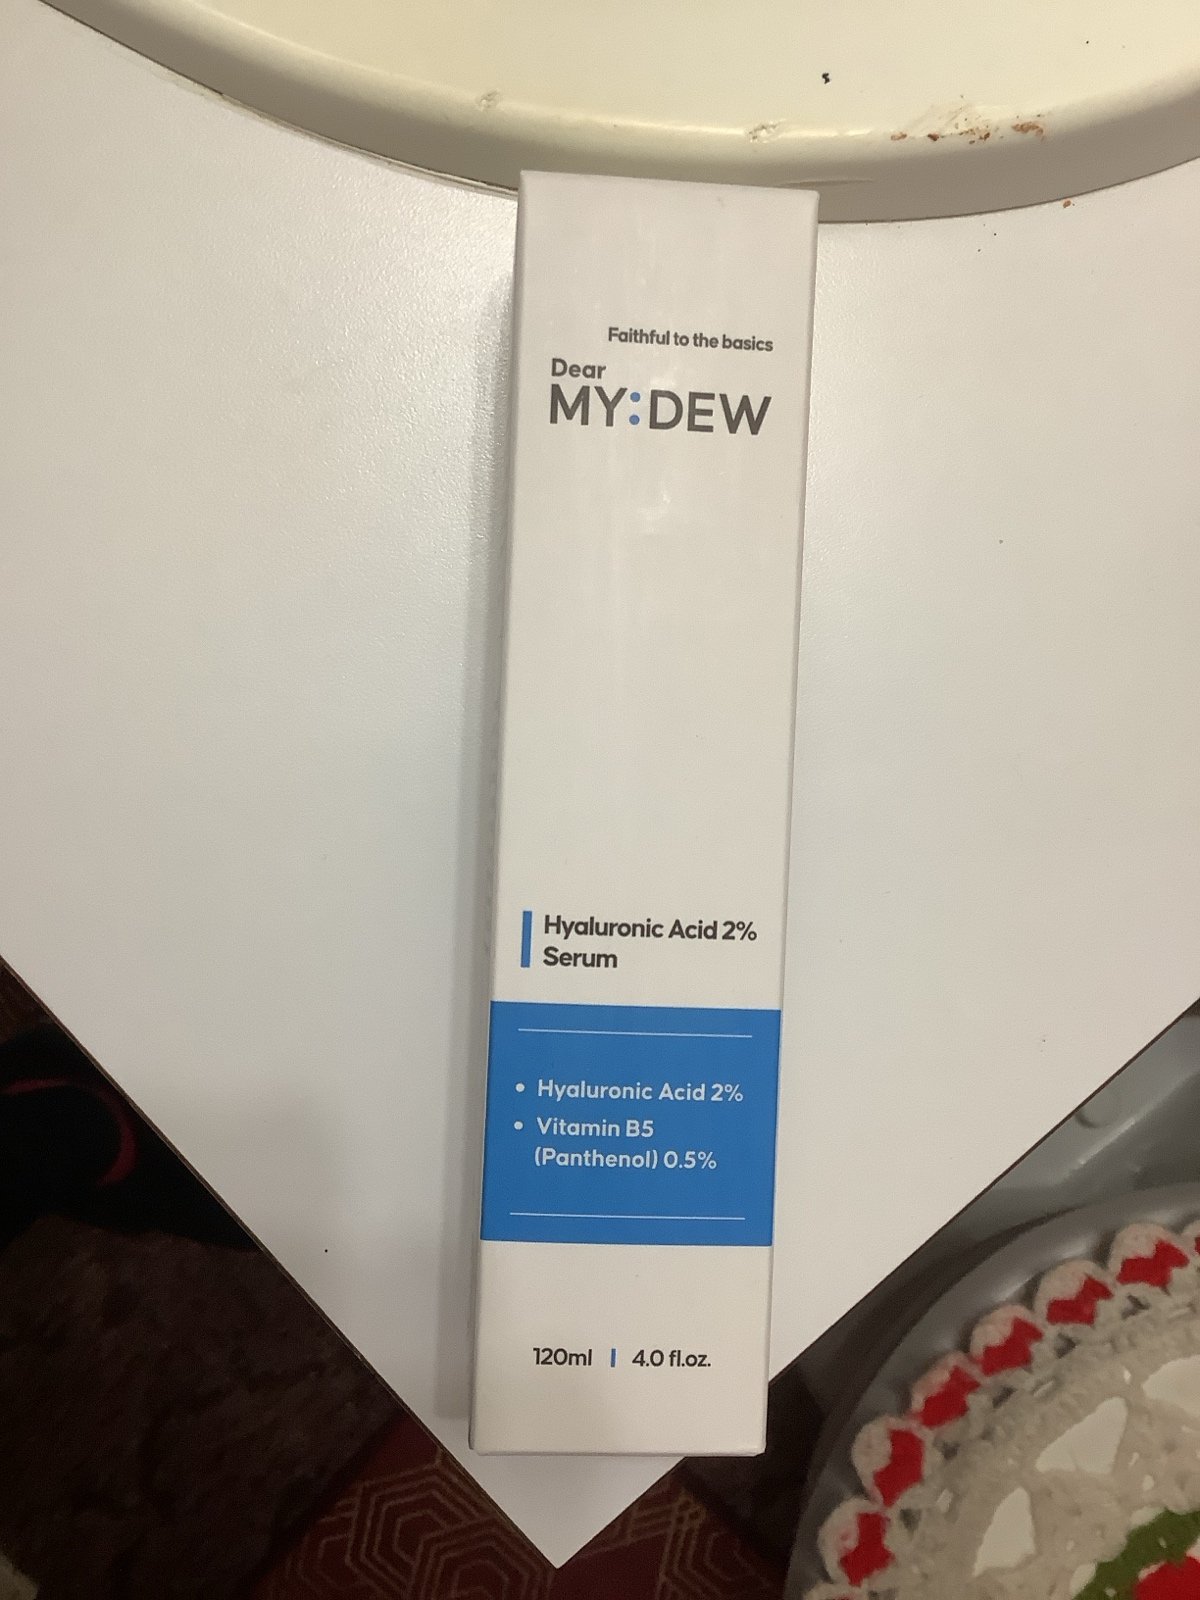 Faithful to the basics
Dear
MY:DEW
Hyaluronic Acid 2%
Serum
• Hyaluronic Acid 2%
• Vitamin B5
(Panthenol) 0.5%
120ml | 4.0 fl.oz.